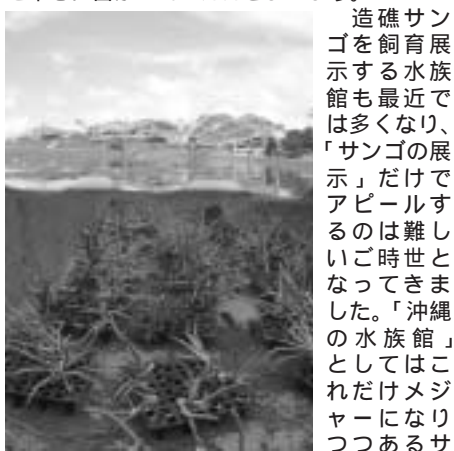 造礁サン
ゴを飼育展
示する水族
館も最近で
は多くなり、
「サンゴの展
示」だけで
アピールす
るのは難し
いご時世と
なってきま
した。「沖縄
の水族館」
としてはこ
れだけメジ
ャーになり
つつあるサ